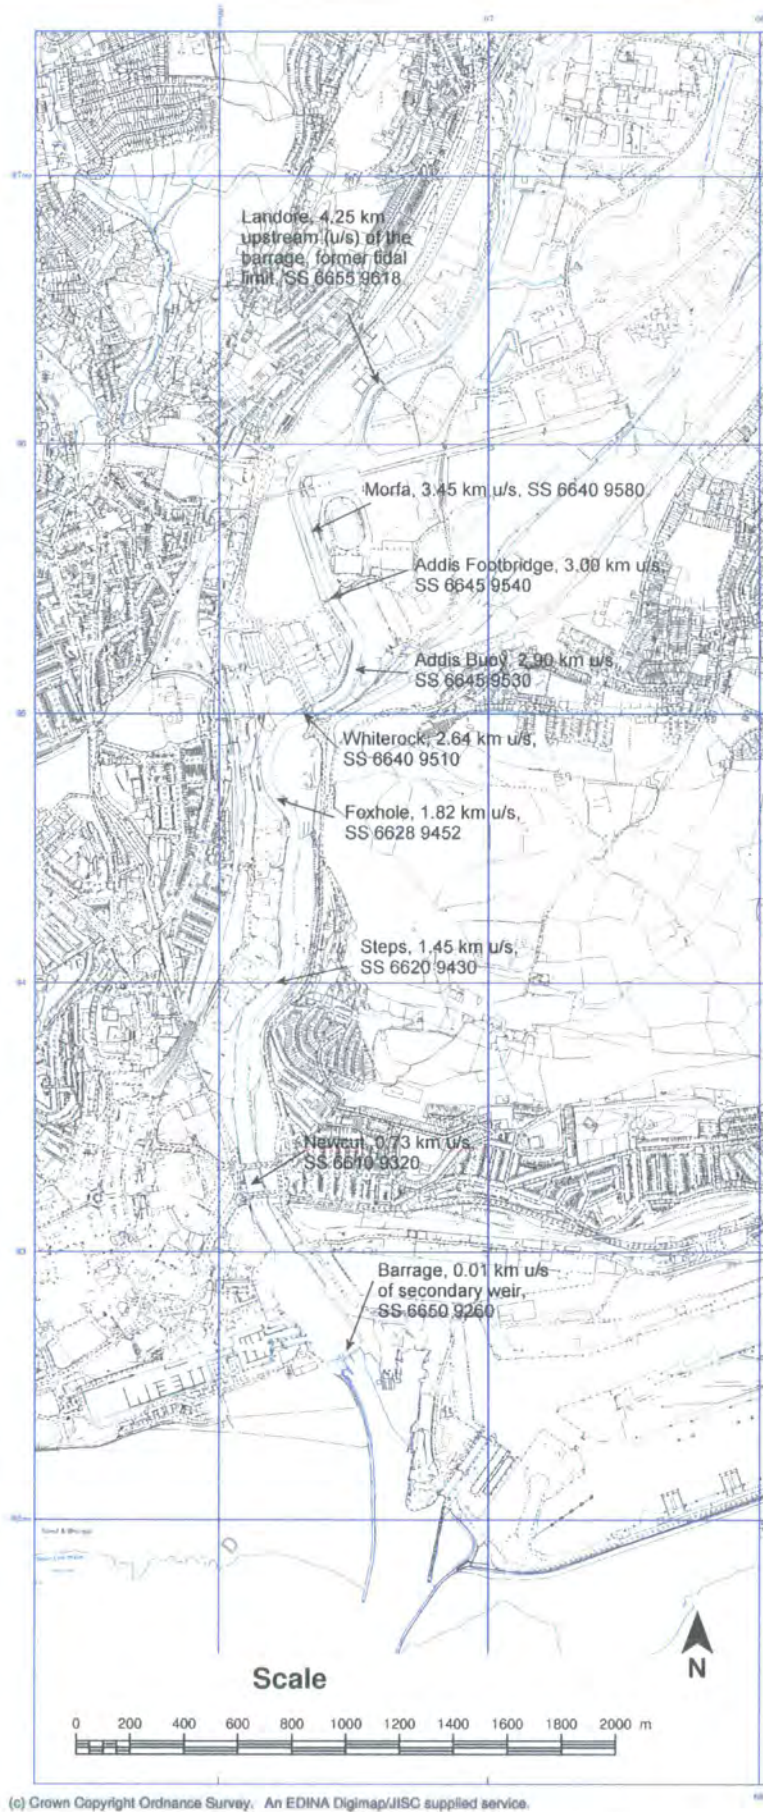 67
Landore, 4.25 km
upstream (u/s) of the
barrage, former tidal
limit, SS 6655 9618
96
Morfa, 3.45 km u/s, SS 6640 9580
Addis Footbridge, 3.00 km u/s,
SS 6645 9540
Addis Buoy, 2.90 km u/s,
SS 6645 9530
95
Whiterock, 2.64 km u/s,
SS 6640 9510
Foxhole, 1.82 km u/s,
SS 6628 9452
Steps, 1.45 km u/s,
SS 6620 9430
94
Newcut, 0.73 km u/s,
SS 6610 9320
93
Barrage, 0.01 km u/s
of secondary weir,
SS 6650 9260
N
Scale
0 200 400 600 800 1000 1200 1400 1600 1800 2000 m
(c) Crown Copyright Ordnance Survey. An EDINA Digimap/JISC supplied service.